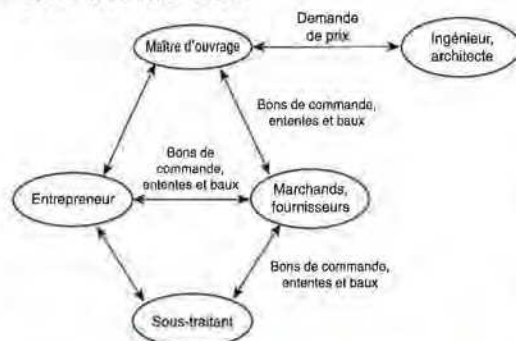 Demande
de prix
Maître d'ouvrage
Ingénieur,
architecte
Bons de commande,
ententes et baux
Bons de
commande,
ententes et baux
Entrepreneur
Marchands,
fournisseurs
Bons de commande,
ententes et baux
Sous-traitant